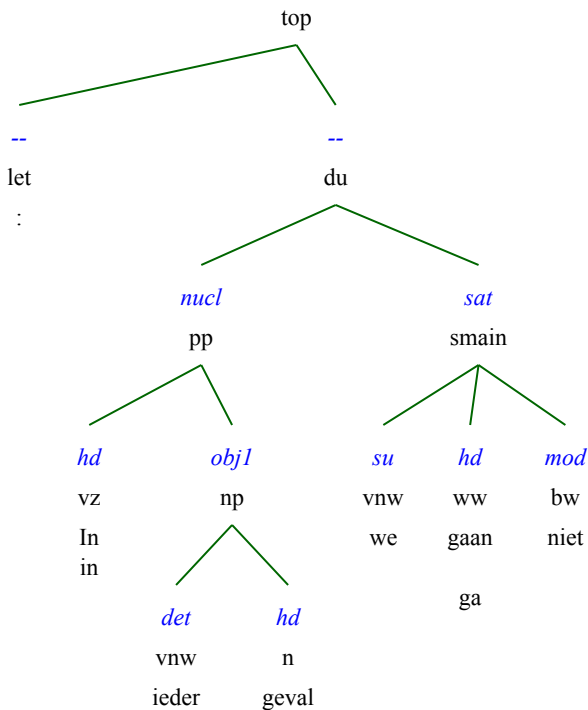 top
-- --
let du
:
nucl sat
pp smain
hd obj1 su hd mod
vz np vnw ww bw
In we gaan niet
in
ga
det hd
vnw n
ieder geval